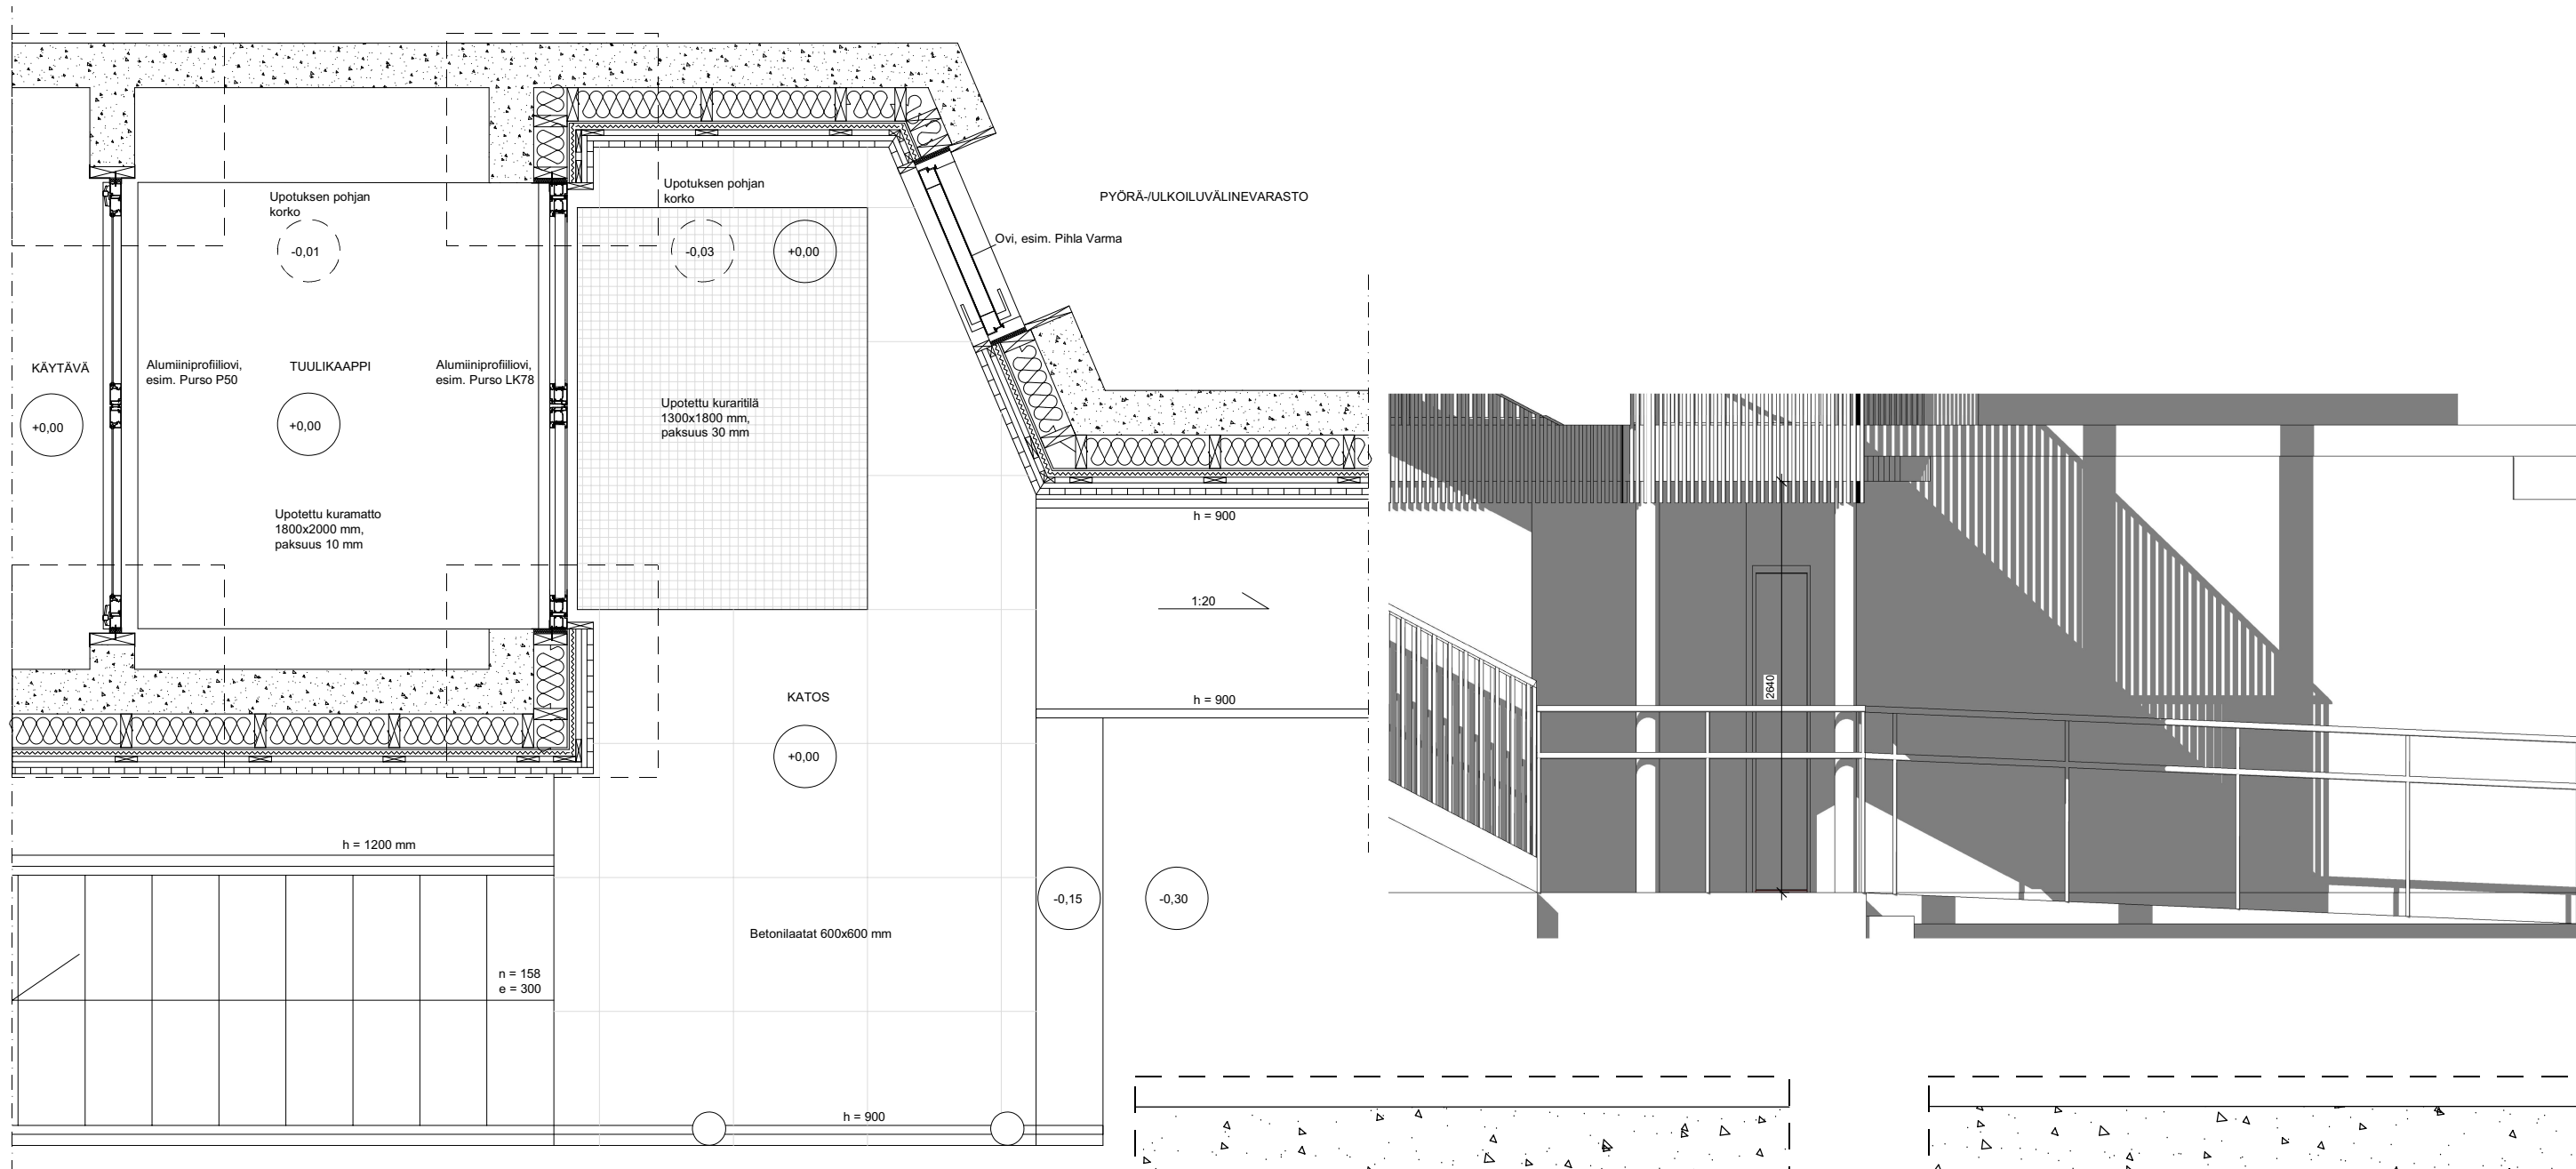 Upotuksen pohjan
korko
-0,01
Upotuksen pohjan
korko
-0,03
+0,00
PYÖRÄ-/ULKOILUVÄLINEVARASTO
Ovi, esim. Pihla Varma
KÄYTÄVÄ
+0,00
Alumiiniprofiiliovi,
esim. Purso P50
TUULIKAAPPI
+0,00
Alumiiniprofiiliovi,
esim. Purso LK78
Upotettu kuraritilä
1300x1800 mm,
paksuus 30 mm
Upotettu kuramatto
1800x2000 mm,
paksuus 10 mm
h = 900
1:20
h = 900
KATOS
+0,00
h = 1200 mm
-0,15
-0,30
Betonilaatat 600x600 mm
n = 158
e = 300
h = 900
2640